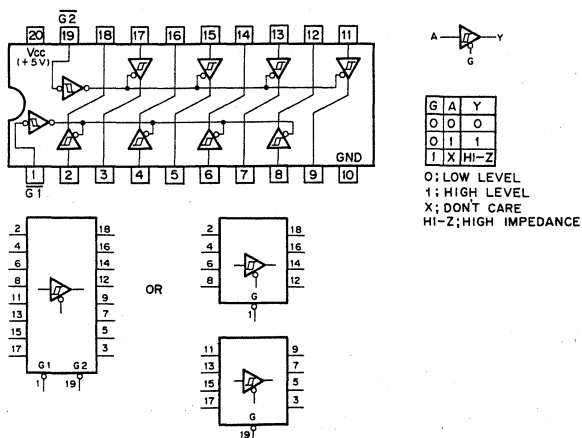 G2
20 19 18 17 16 15 14 13 12 11
Vcc
(+5V)
GND
1 2 3 4 5 6 7 8 9 10
G1
A Y
G
G A Y
0 0 0
0 1 1
1 X HI-Z
0; LOW LEVEL
1; HIGH LEVEL
X; DON'T CARE
HI-Z; HIGH IMPEDANCE
2 18
4 16
6 14
8 12
11 9
13 7
15 5
17 3
G1 G2
1 19
OR
2 18
4 16
6 14
8 12
G
1
11 9
13 7
15 5
17 3
G
19